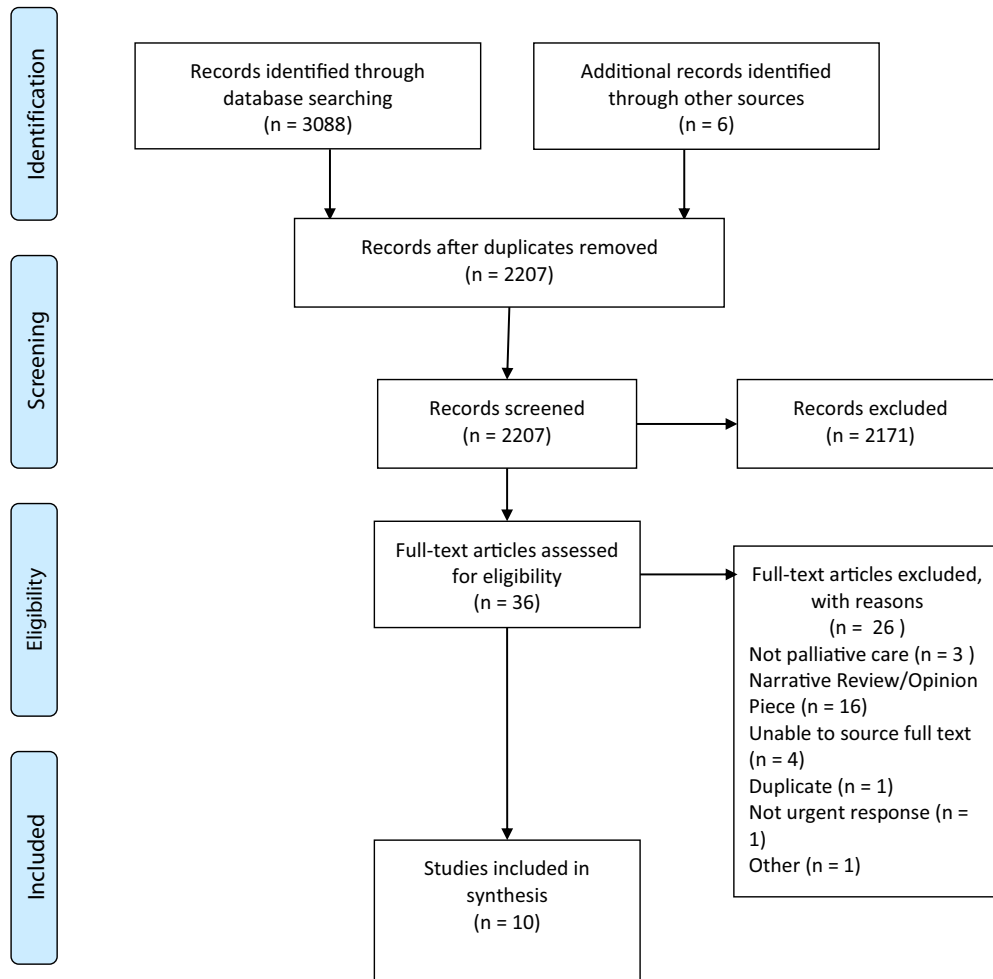 Identification
Records identified through
database searching
(n = 3088)
Additional records identified
through other sources
(n = 6)
Records after duplicates removed
(n = 2207)
Screening
Records screened
(n = 2207)
Records excluded
(n = 2171)
Eligibility
Full-text articles assessed
for eligibility
(n = 36)
Full-text articles excluded,
with reasons
(n = 26 )
Not palliative care (n = 3 )
Narrative Review/Opinion
Piece (n = 16)
Unable to source full text
(n = 4)
Duplicate (n = 1)
Not urgent response (n =
1)
Other (n = 1)
Included
Studies included in
synthesis
(n = 10)